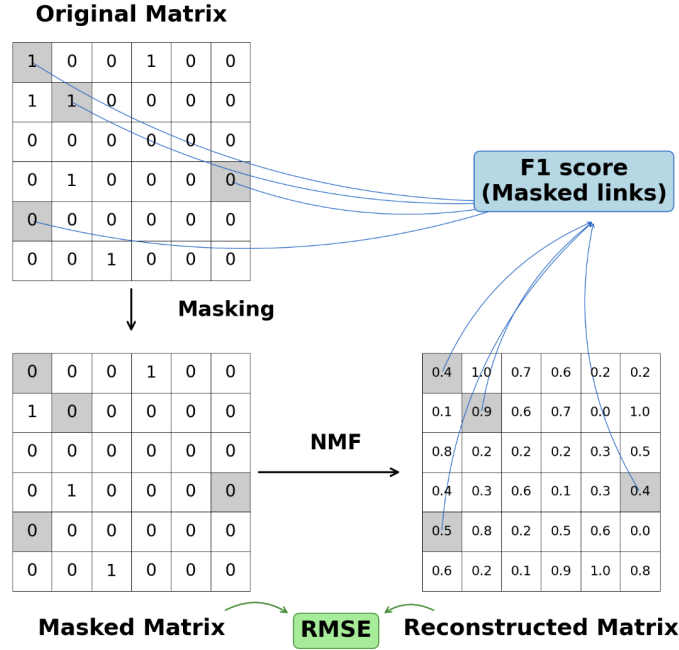 Original Matrix
1 0 0 1 0 0
1 1 0 0 0 0
0 0 0 0 0 0
0 1 0 0 0 0
0 0 0 0 0 0
0 0 1 0 0 0
F1 score
(Masked links)
Masking
0 0 0 1 0 0
1 0 0 0 0 0
0 0 0 0 0 0
0 1 0 0 0 0
0 0 0 0 0 0
0 0 1 0 0 0
NMF
0.4 1.0 0.7 0.6 0.2 0.2
0.1 0.9 0.6 0.7 0.0 1.0
0.8 0.2 0.2 0.2 0.3 0.5
0.4 0.3 0.6 0.1 0.3 0.4
0.5 0.8 0.2 0.5 0.6 0.0
0.6 0.2 0.1 0.9 1.0 0.8
Masked Matrix
RMSE
Reconstructed Matrix